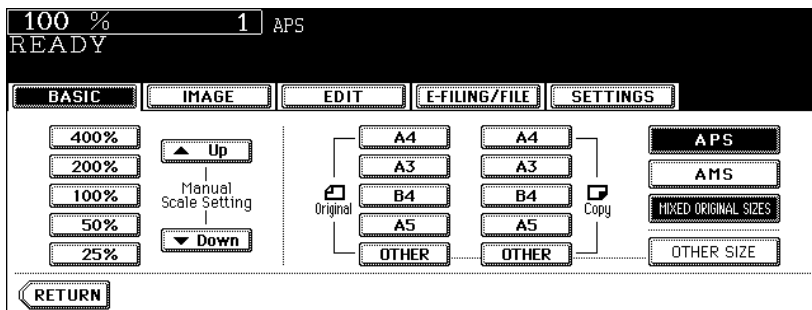 100 % 1 APS
READY
BASIC IMAGE EDIT E-FILING/FILE SETTINGS
400%
200%
100%
50%
25%
Up
Manual
Scale Setting
Down
Original
A4
A3
B4
A5
OTHER
A4
A3
B4
A5
OTHER
Copy
APS
AMS
MIXED ORIGINAL SIZES
OTHER SIZE
RETURN